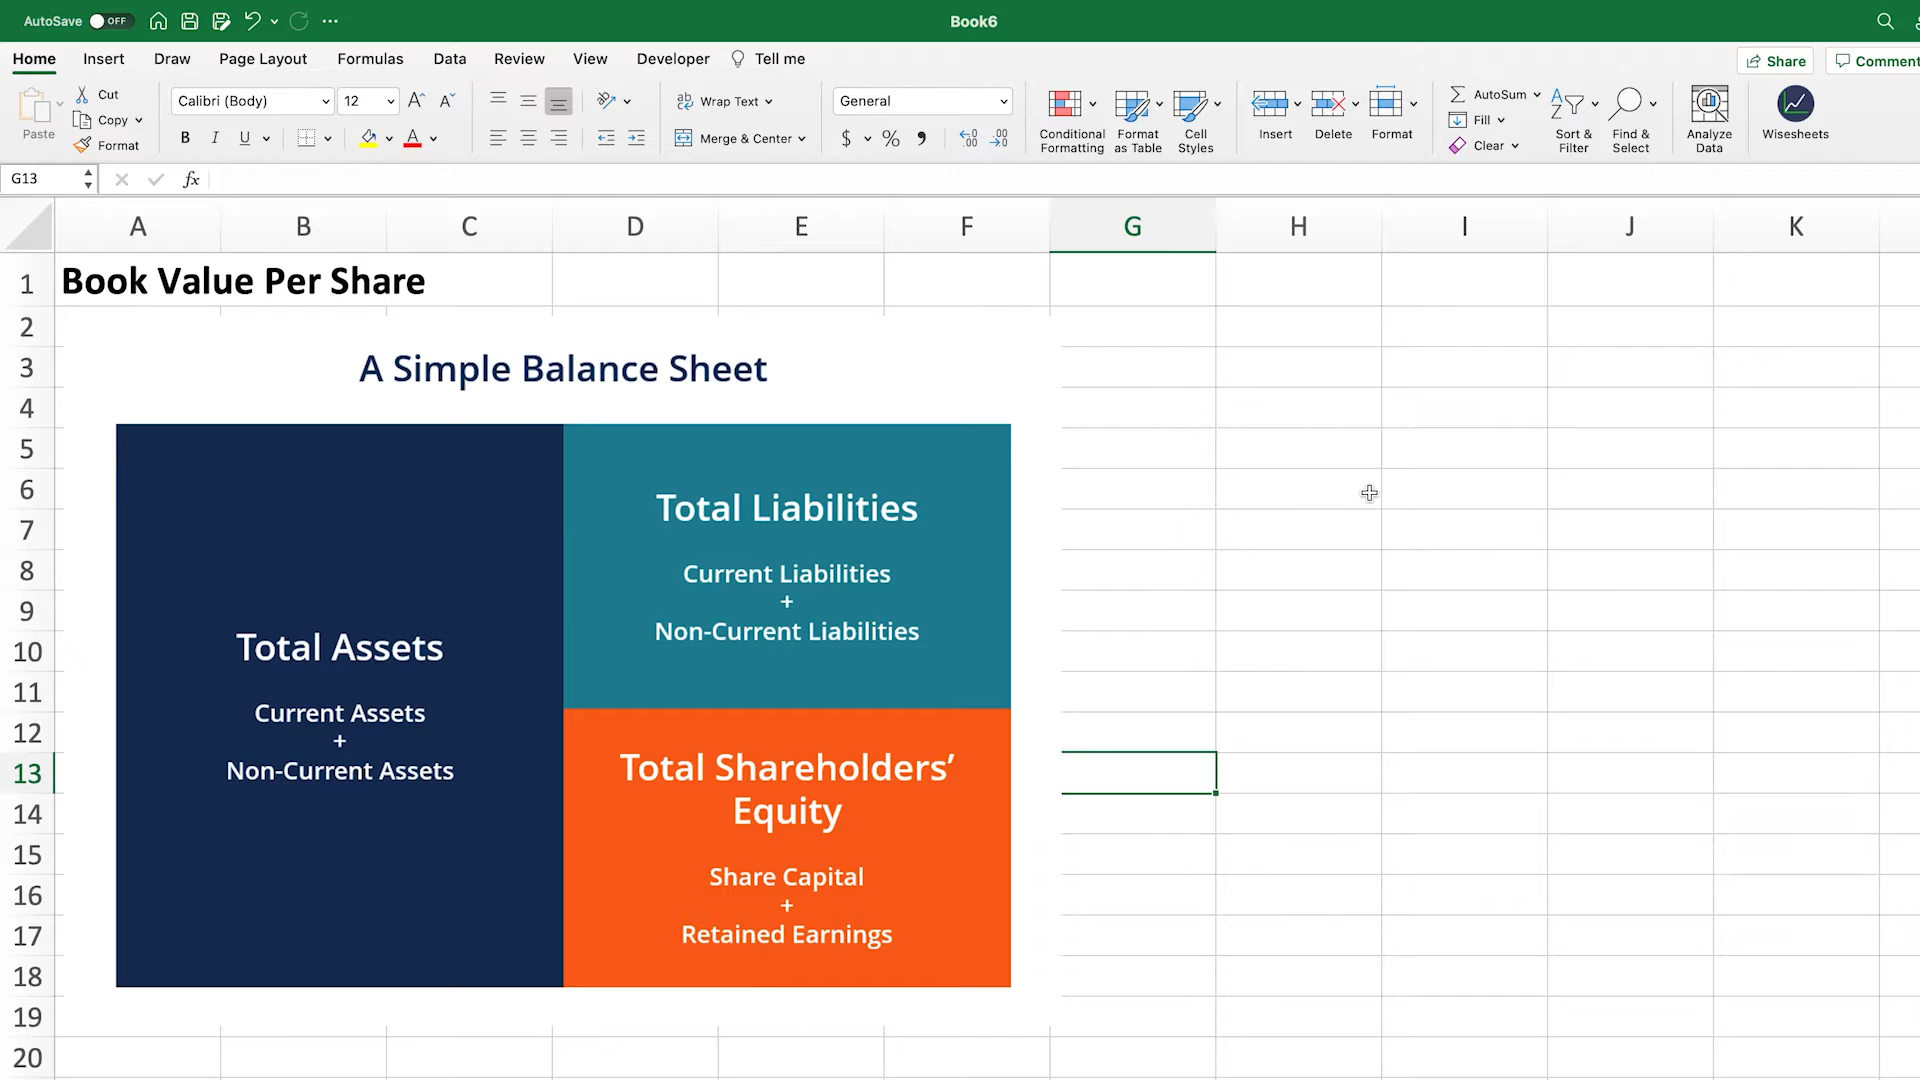 AutoSave OFF
Book6
Home Insert Draw Page Layout Formulas Data Review View Developer Tell me
Share
Comment
Paste
Cut
Copy
Format
Calibri (Body) 12
B I U A
Wrap Text
Merge & Center
General
$ %
Conditional Formatting
Format as Table
Cell Styles
Insert
Delete
Format
AutoSum
Fill
Clear
Sort & Filter
Find & Select
Analyze Data
Wisesheets
G13 fx
A B C D E F G H I J K
1 Book Value Per Share
2
3
4
5
6
7
8
9
10
11
12
13
14
15
16
17
18
19
20
A Simple Balance Sheet
Total Assets
Current Assets
+
Non-Current Assets
Total Liabilities
Current Liabilities
+
Non-Current Liabilities
Total Shareholders’
Equity
Share Capital
+
Retained Earnings